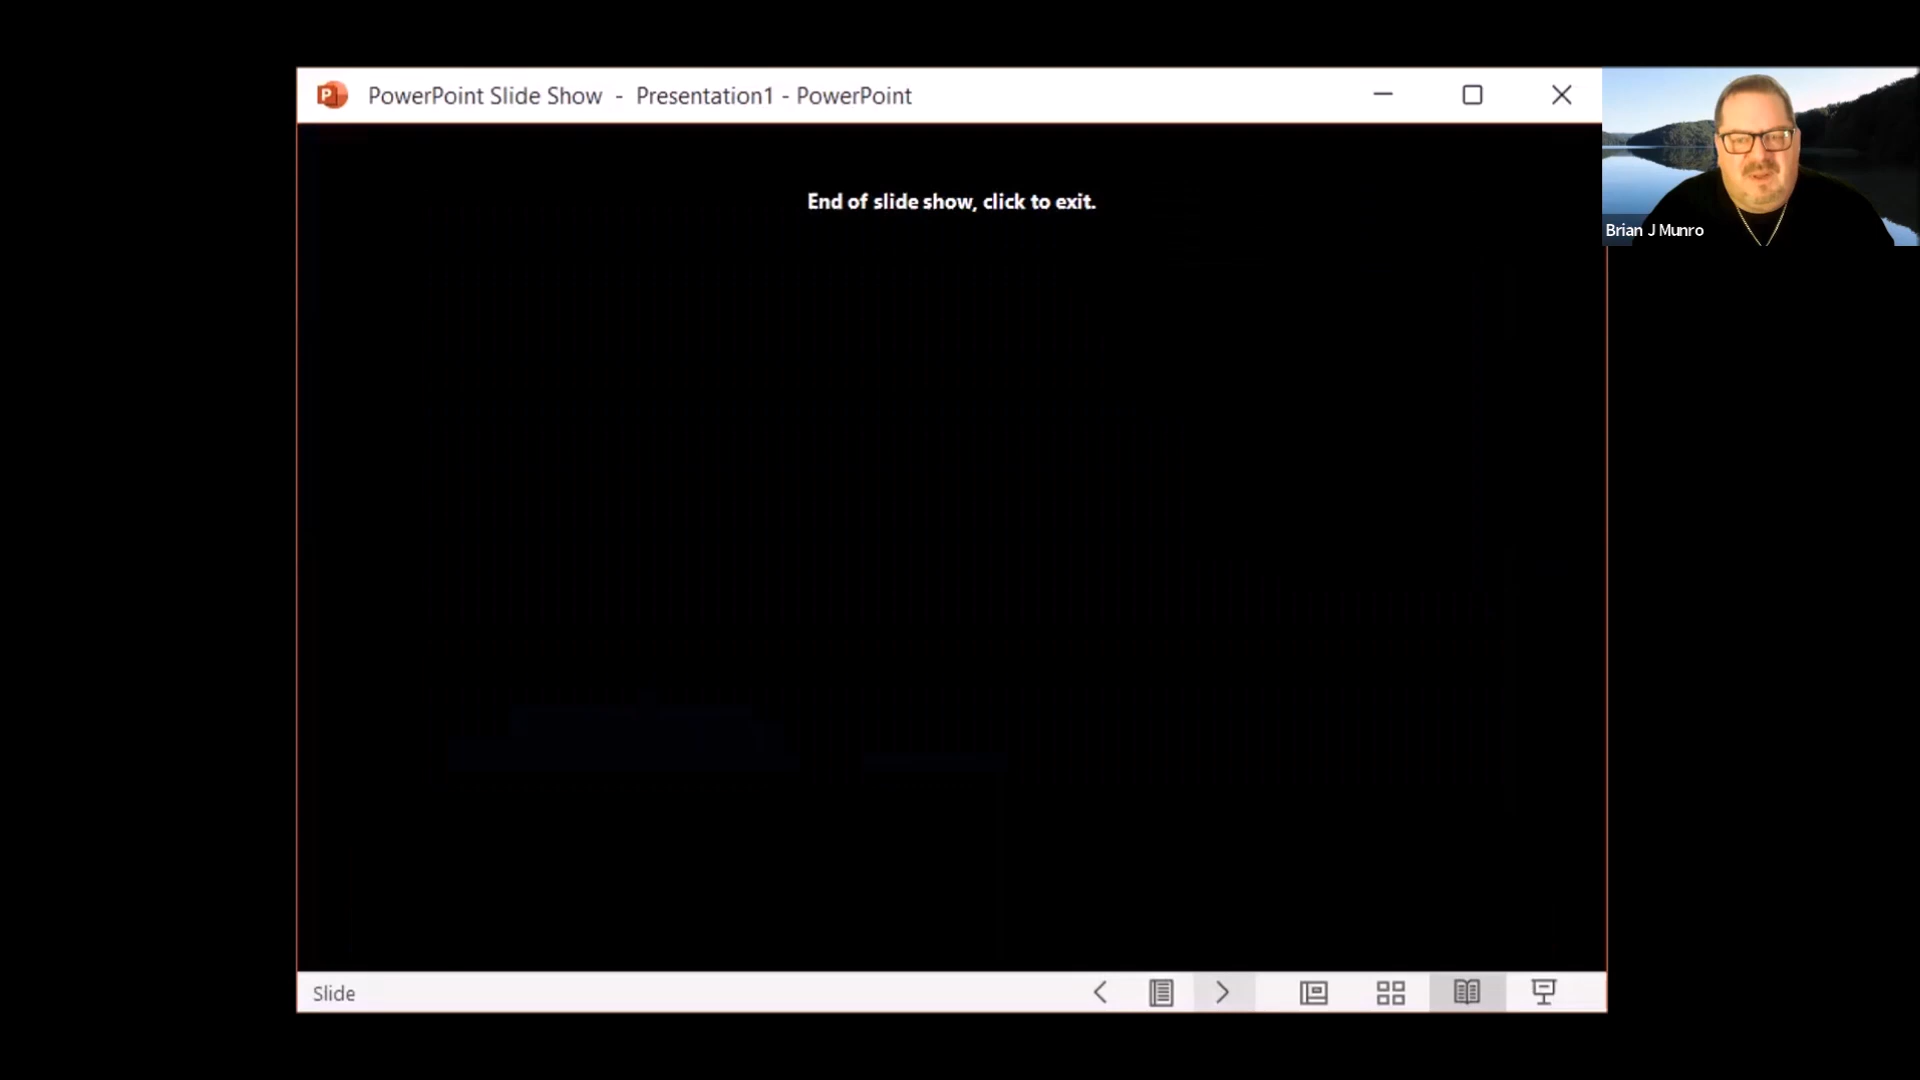 PowerPoint Slide Show - Presentation1 - PowerPoint
End of slide show, click to exit.
Brian J Munro
Slide